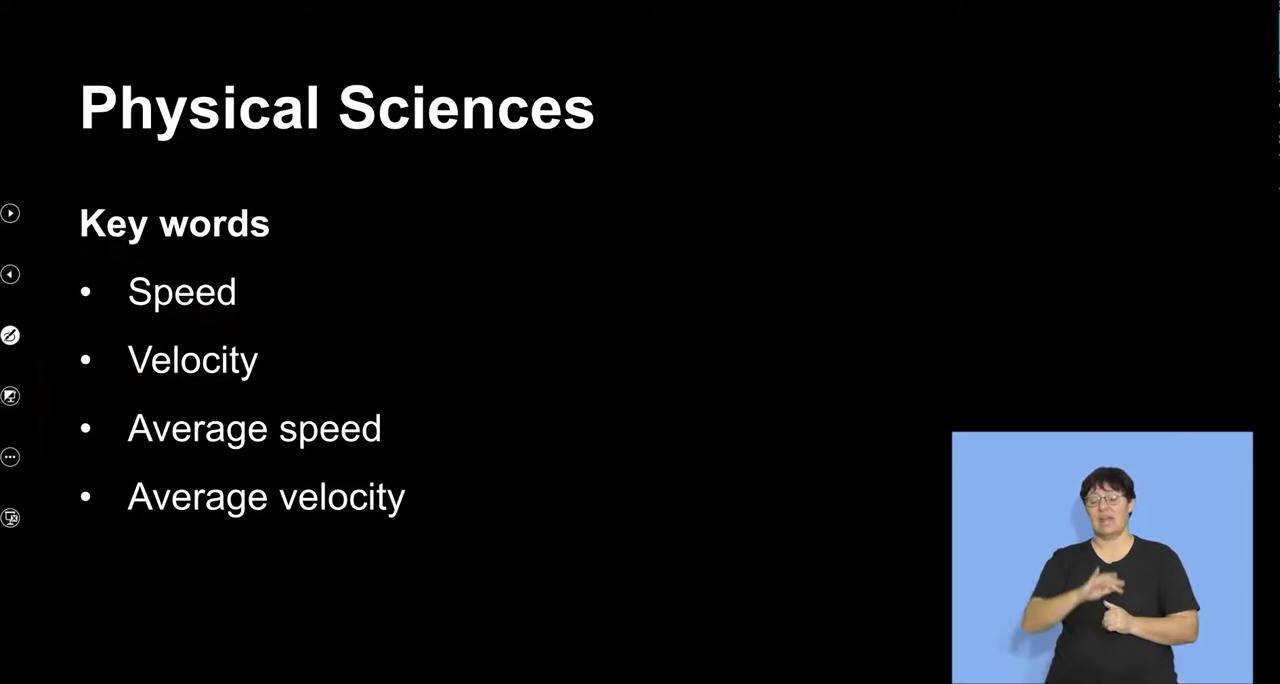 Physical Sciences
Key words
• Speed
• Velocity
• Average speed
• Average velocity